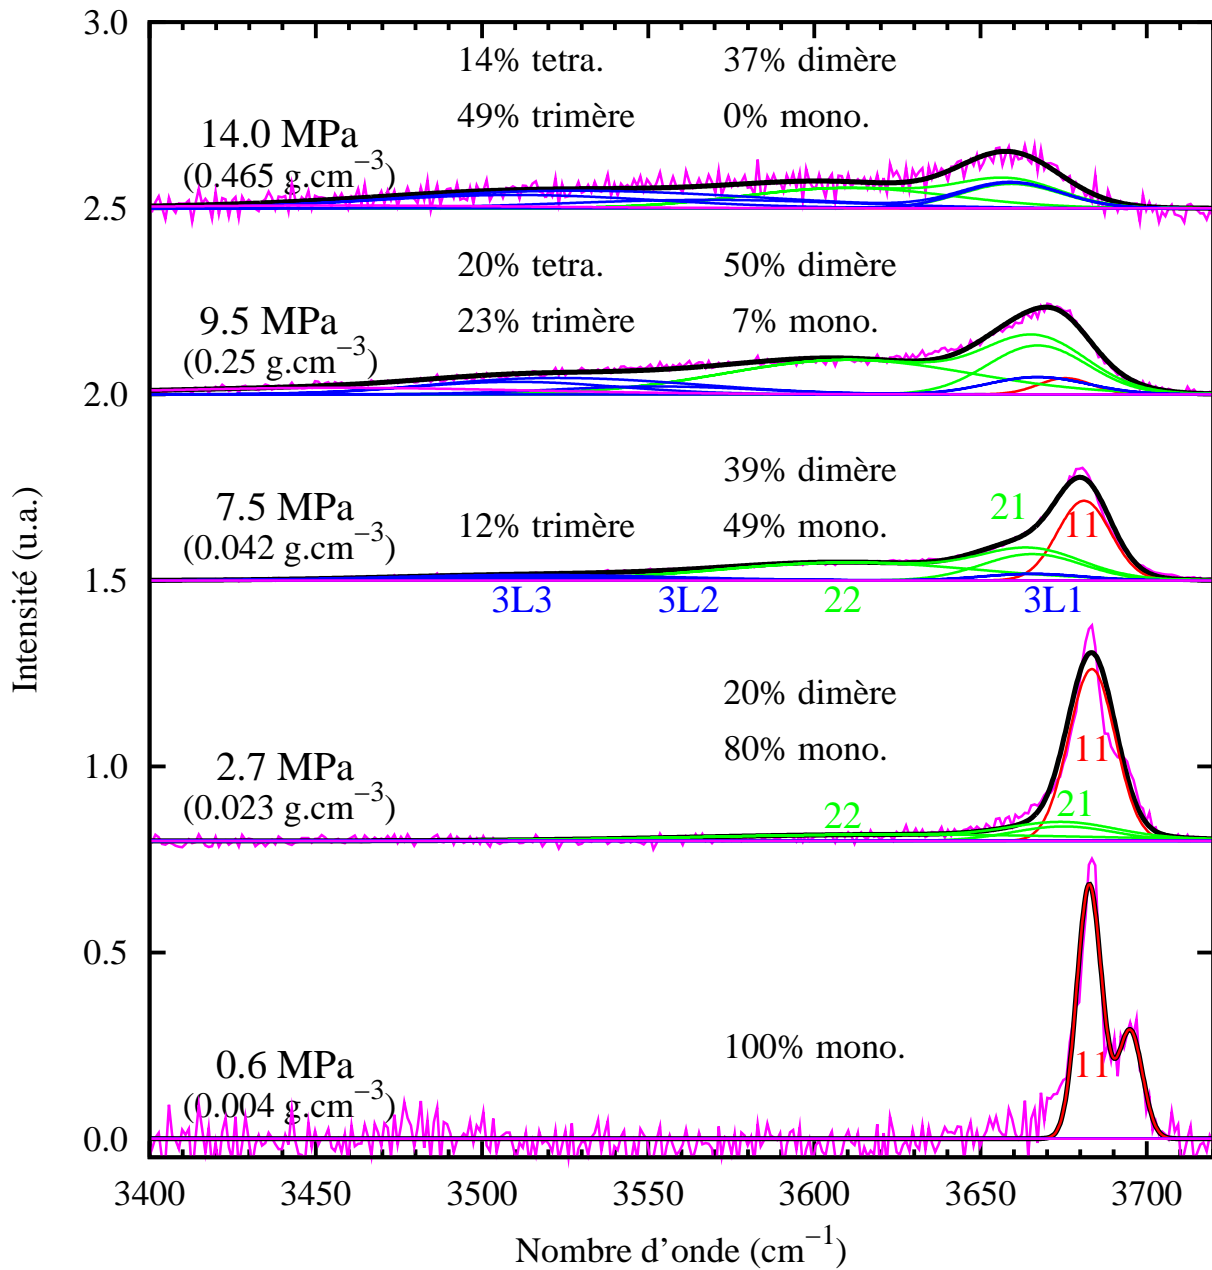 3.0
14% tetra. 37% dimère
49% trimère 0% mono.
14.0 MPa
(0.465 g.cm−3)
2.5
20% tetra. 50% dimère
9.5 MPa 23% trimère 7% mono.
(0.25 g.cm−3)
2.0
39% dimère
7.5 MPa 12% trimère 49% mono. 21 11
(0.042 g.cm−3)
1.5
3L3 3L2 22 3L1
20% dimère
80% mono. 11
1.0
2.7 MPa
(0.023 g.cm−3) 22 21
0.5
100% mono.
0.6 MPa 11
(0.004 g.cm−3)
0.0
3400 3450 3500 3550 3600 3650 3700
Nombre d'onde (cm−1)
Intensité (u.a.)